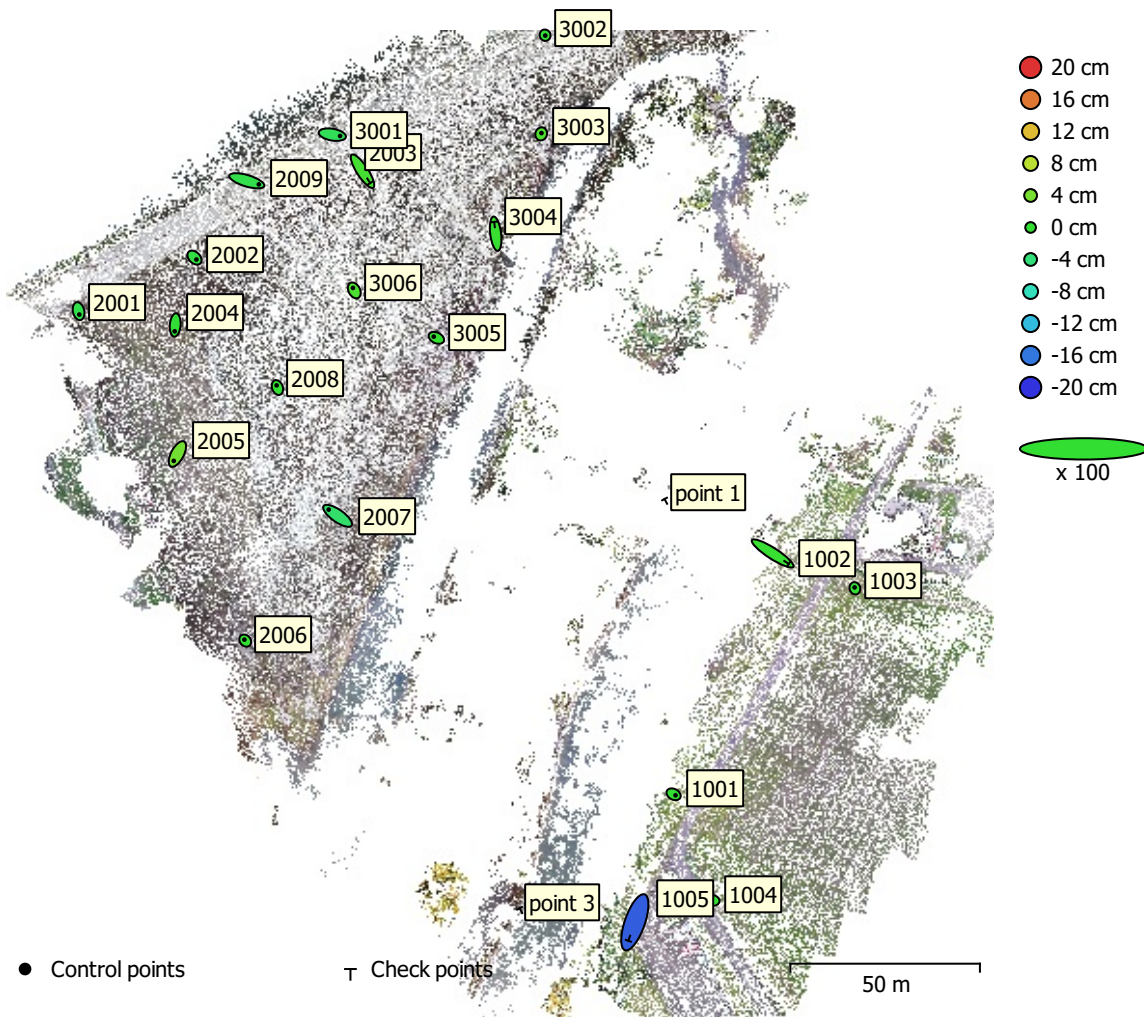 3002
3001
2003
3003
2009
3004
2002
3006
2001
2004
3005
2008
2005
point 1
2007
1002
1003
2006
1001
point 3
1005
1004
20 cm
16 cm
12 cm
8 cm
4 cm
0 cm
-4 cm
-8 cm
-12 cm
-16 cm
-20 cm
x 100
Control points
Check points
50 m